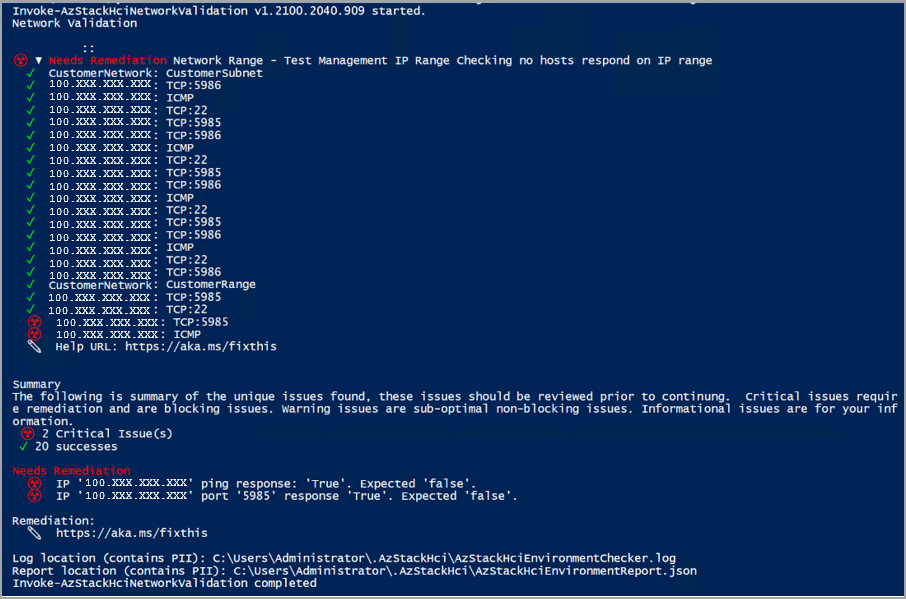 Invoke-AzStackHciNetworkValidation v1.2100.2040.909 started.
Network Validation
::
▼ Needs Remediation Network Range - Test Management IP Range Checking no hosts respond on IP range
✓ CustomerNetwork: CustomerSubnet
✓ 100.XXX.XXX.XXX: TCP:5986
✓ 100.XXX.XXX.XXX: ICMP
✓ 100.XXX.XXX.XXX: TCP:22
✓ 100.XXX.XXX.XXX: TCP:5985
✓ 100.XXX.XXX.XXX: TCP:5986
✓ 100.XXX.XXX.XXX: ICMP
✓ 100.XXX.XXX.XXX: TCP:22
✓ 100.XXX.XXX.XXX: TCP:5985
✓ 100.XXX.XXX.XXX: TCP:5986
✓ 100.XXX.XXX.XXX: ICMP
✓ 100.XXX.XXX.XXX: TCP:22
✓ 100.XXX.XXX.XXX: TCP:5985
✓ 100.XXX.XXX.XXX: TCP:5986
✓ 100.XXX.XXX.XXX: ICMP
✓ 100.XXX.XXX.XXX: TCP:22
✓ 100.XXX.XXX.XXX: TCP:5986
✓ CustomerNetwork: CustomerRange
✓ 100.XXX.XXX.XXX: TCP:5985
✓ 100.XXX.XXX.XXX: TCP:22
100.XXX.XXX.XXX: TCP:5985
100.XXX.XXX.XXX: ICMP
Help URL: https://aka.ms/fixthis
Summary
The following is summary of the unique issues found, these issues should be reviewed prior to continung.  Critical issues requir
e remediation and are blocking issues. Warning issues are sub-optimal non-blocking issues. Informational issues are for your inf
ormation.
2 Critical Issue(s)
✓ 20 successes
Needs Remediation
IP '100.XXX.XXX.XXX' ping response: 'True'. Expected 'false'.
IP '100.XXX.XXX.XXX' port '5985' response 'True'. Expected 'false'.
Remediation:
https://aka.ms/fixthis
Log location (contains PII): C:\Users\Administrator\.AzStackHci\AzStackHciEnvironmentChecker.log
Report location (contains PII): C:\Users\Administrator\.AzStackHci\AzStackHciEnvironmentReport.json
Invoke-AzStackHciNetworkValidation completed